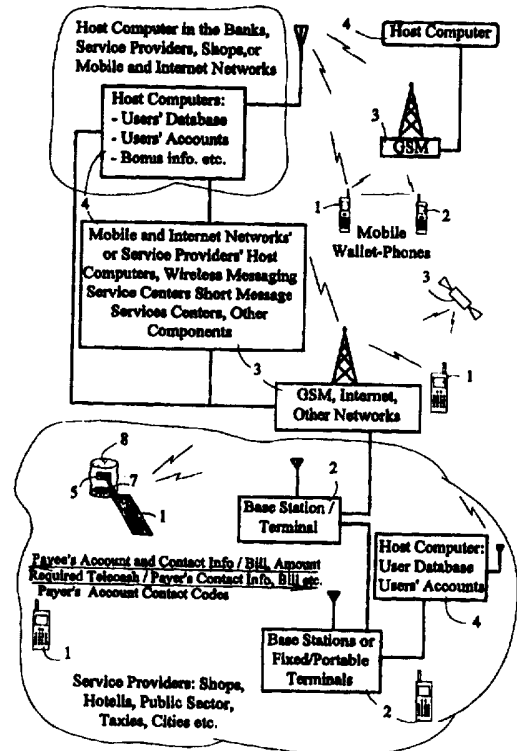 Host Computer in the Banks,
Service Providers, Shops,or
Mobile and Internet Networks
Host Computers:
- Users' Database
- Users' Accounts
- Bonus info. etc.
4
4
Host Computer
3
GSM
1
2
Mobile
Wallet-Phones
Mobile and Internet Networks'
or Service Providers' Host
Computers, Wireless Messaging
Service Centers Short Message
Services Centers, Other
Components
3
3
1
GSM, Internet,
Other Networks
8
5
7
1
2
Base Station /
Terminal
Host Computer:
User Database
Users' Accounts
4
Payee's Account and Contact Info / Bill, Amount
Required Telecash / Payer's Contact Info, Bill etc.
Payer's Account Contact Codes
1
Base Stations or
Fixed/Portable
Terminals
2
Service Providers: Shops,
Hotells, Public Sector,
Taxies, Cities etc.